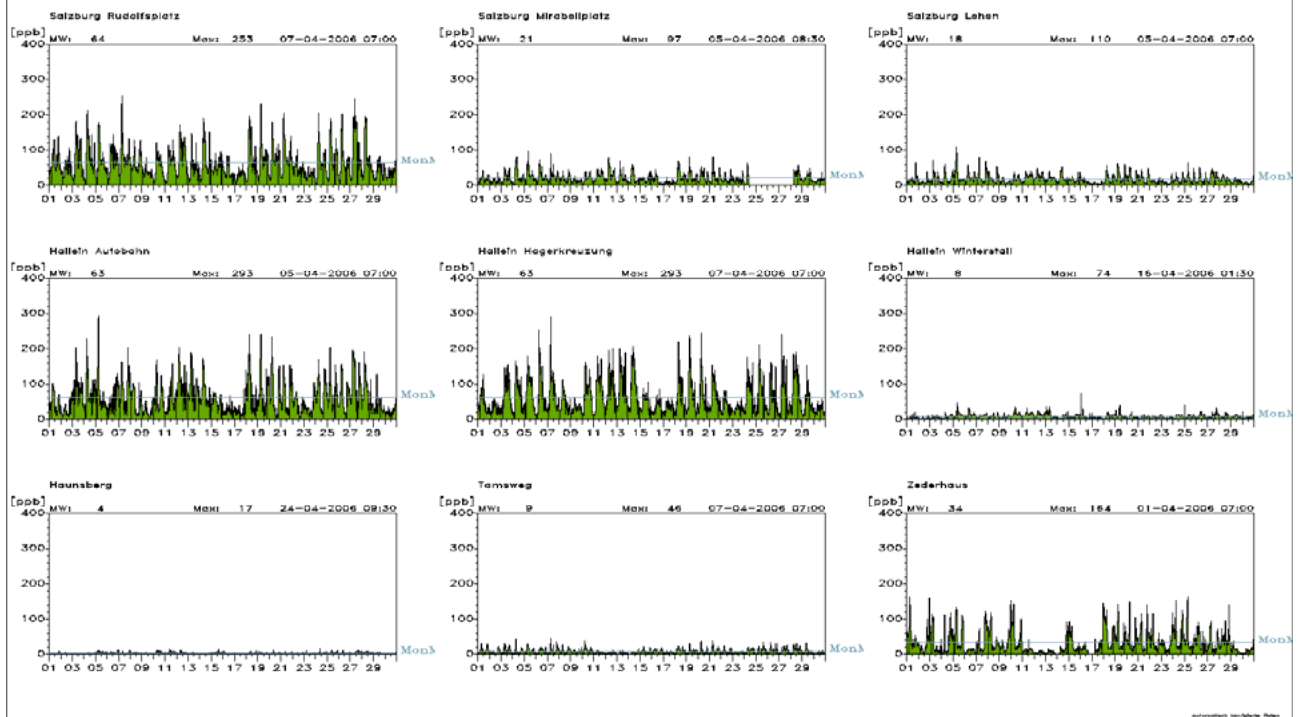 Salzburg Rudolfsplatz
[ppb] MW: 64 Max: 253 07-04-2006 07:00
400
300
200
100
0
MonM
01 03 05 07 09 11 13 15 17 19 21 23 25 27 29
Salzburg Mirabellplatz
[ppb] MW: 21 Max: 97 05-04-2006 08:30
400
300
200
100
0
MonM
01 03 05 07 09 11 13 15 17 19 21 23 25 27 29
Salzburg Lehen
[ppb] MW: 18 Max: 110 05-04-2006 07:00
400
300
200
100
0
MonM
01 03 05 07 09 11 13 15 17 19 21 23 25 27 29
Hallein Autobahn
[ppb] MW: 63 Max: 293 05-04-2006 07:00
400
300
200
100
0
MonM
01 03 05 07 09 11 13 15 17 19 21 23 25 27 29
Hallein Hagerkreuzung
[ppb] MW: 63 Max: 293 07-04-2006 07:00
400
300
200
100
0
MonM
01 03 05 07 09 11 13 15 17 19 21 23 25 27 29
Hallein Winterstall
[ppb] MW: 8 Max: 74 16-04-2006 01:30
400
300
200
100
0
MonM
01 03 05 07 09 11 13 15 17 19 21 23 25 27 29
Haunsberg
[ppb] MW: 4 Max: 17 24-04-2006 09:30
400
300
200
100
0
MonM
01 03 05 07 09 11 13 15 17 19 21 23 25 27 29
Tamsweg
[ppb] MW: 9 Max: 46 07-04-2006 07:00
400
300
200
100
0
MonM
01 03 05 07 09 11 13 15 17 19 21 23 25 27 29
Zederhaus
[ppb] MW: 34 Max: 164 01-04-2006 07:00
400
300
200
100
0
MonM
01 03 05 07 09 11 13 15 17 19 21 23 25 27 29